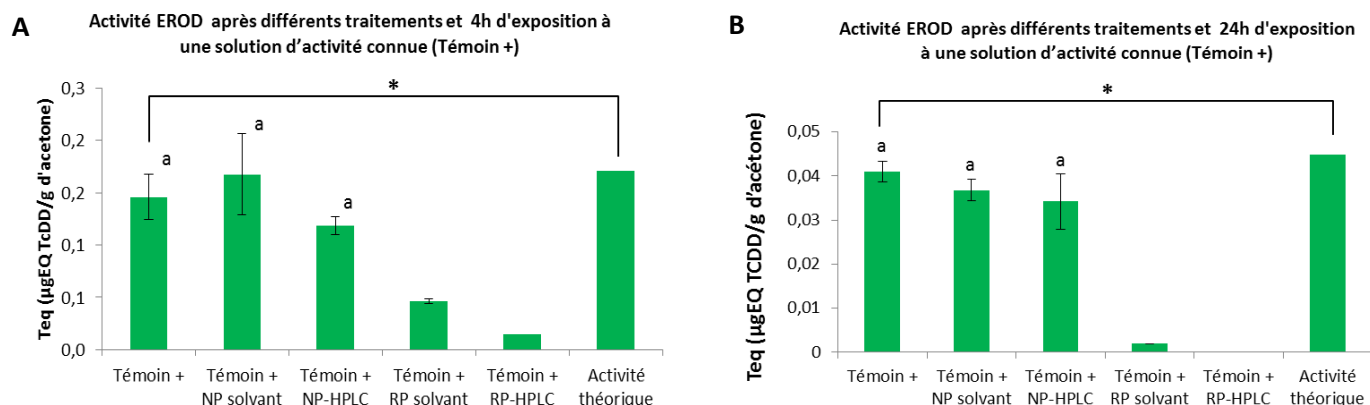 A
Activité EROD après différents traitements et 4h d'exposition à
une solution d’activité connue (Témoin +)
Teq (µgEQ TcDD/g d'acetone)
0,3
0,2
0,2
0,1
0,1
0,0
*
a
a
a
Témoin +
Témoin +
NP solvant
Témoin +
NP-HPLC
Témoin +
RP solvant
Témoin +
RP-HPLC
Activité
théorique
B
Activité EROD après différents traitements et 24h d'exposition
à une solution d’activité connue (Témoin +)
Teq (µgEQ TCDD/g d’acétone)
0,05
0,04
0,03
0,02
0,01
0
*
a
a
a
Témoin +
Témoin +
NP solvant
Témoin +
NP-HPLC
Témoin +
RP solvant
Témoin +
RP-HPLC
Activité
théorique